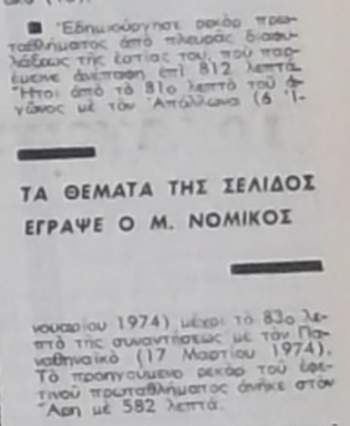 ■ Ἐδημιούργησε ρεκὸρ πρω-
ταθλήματος ἀπὸ πλευρᾶς διαφυ-
λάξεως τῆς ἑστίας του, ποὺ παρ-
έμεινε ἀνέπαφη ἐπὶ 812 λεπτά.
Ἤτοι ἀπὸ τὸ 81ο λεπτὸ τοῦ ἀ-
γῶνος μὲ τὸν Ἀπόλλωνα (6 Ἰ-
ΤΑ ΘΕΜΑΤΑ ΤΗΣ ΣΕΛΙΔΟΣ
ΕΓΡΑΨΕ Ο Μ. ΝΟΜΙΚΟΣ
νουαρίου 1974) μέχρι τὸ 83ο λε-
πτὸ τῆς συναντήσεως μὲ τὸν Πα-
ναθηναϊκὸ (17 Μαρτίου 1974).
Τὸ προηγούμενο ρεκὸρ τοῦ ἐφε-
τινοῦ πρωταθλήματος ἀνῆκε στὸν
Ἄρη μὲ 582 λεπτά.